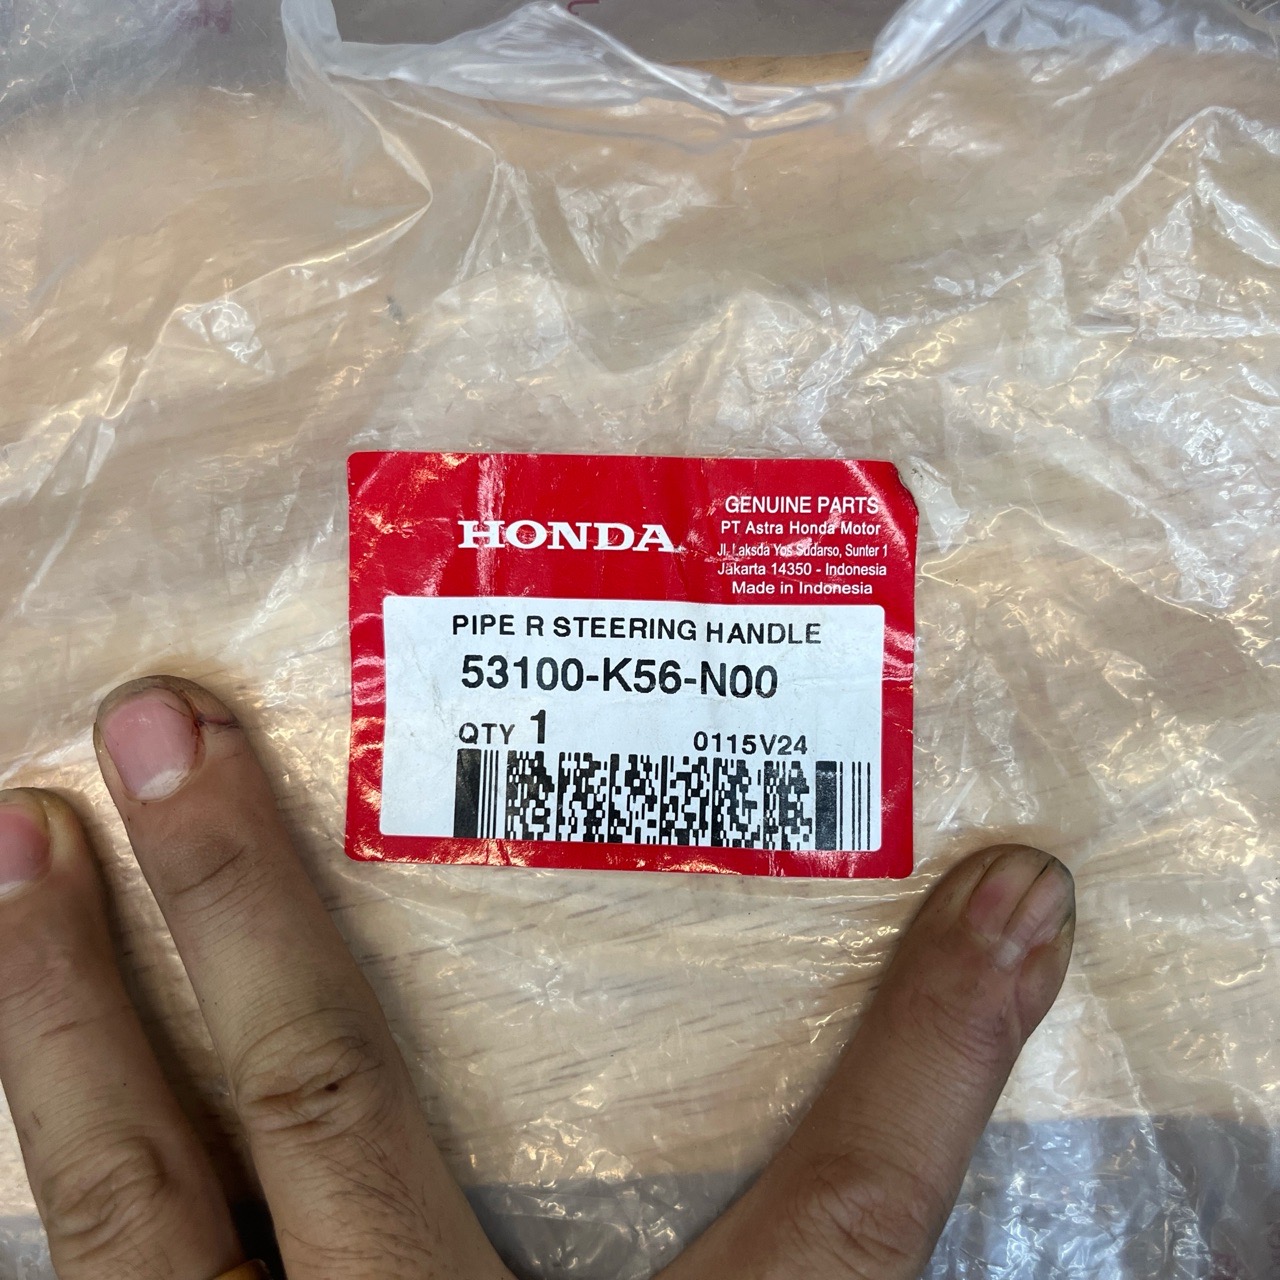 HONDA
GENUINE PARTS
PT Astra Honda Motor
Jl. Laksda Yos Sudarso, Sunter 1
Jakarta 14350 - Indonesia
Made in Indonesia
PIPE R STEERING HANDLE
53100-K56-N00
QTY 1
0115V24